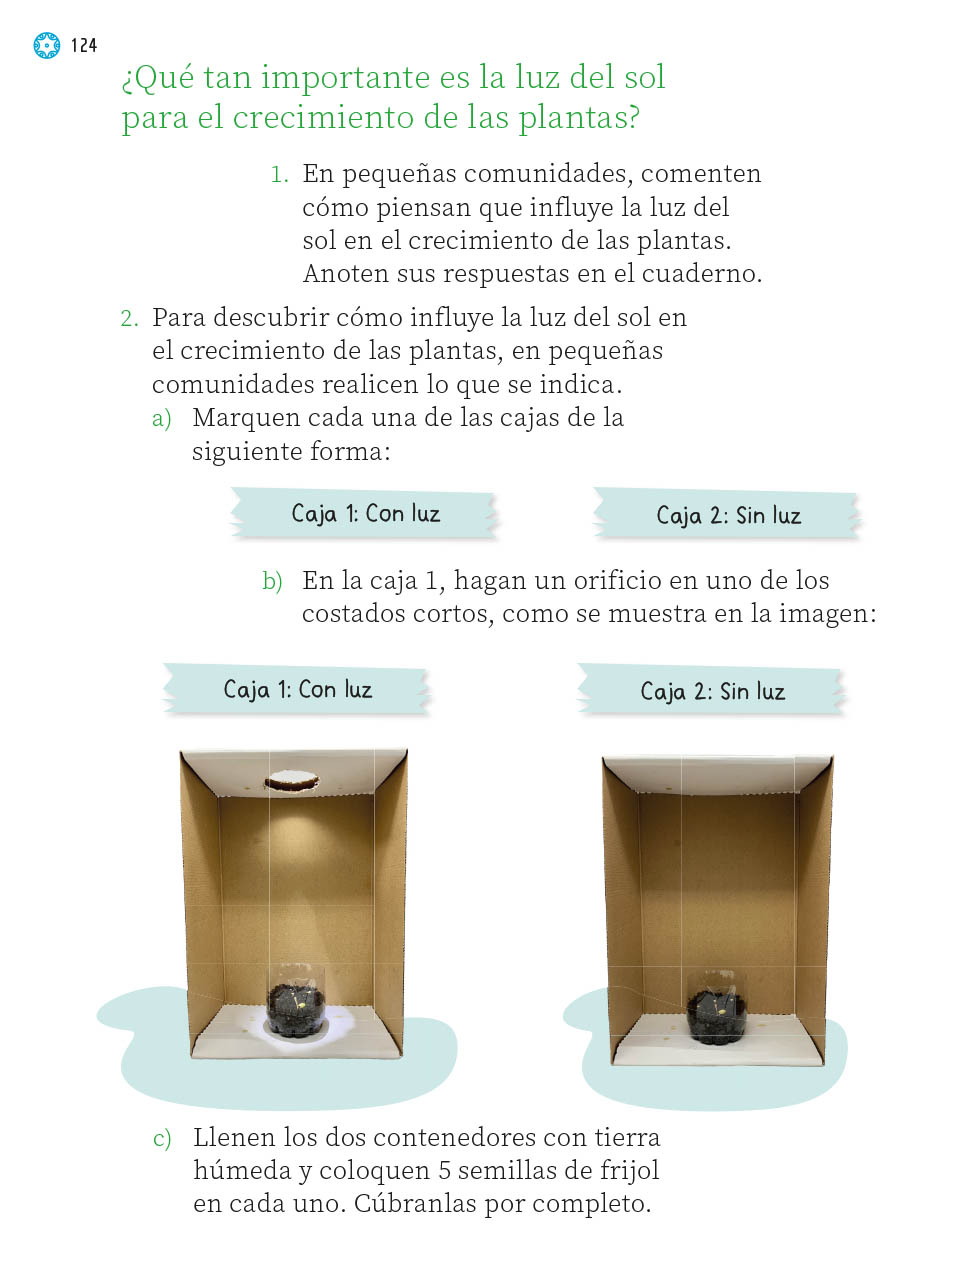 124
¿Qué tan importante es la luz del sol
para el crecimiento de las plantas?
1. En pequeñas comunidades, comenten
cómo piensan que influye la luz del
sol en el crecimiento de las plantas.
Anoten sus respuestas en el cuaderno.
2. Para descubrir cómo influye la luz del sol en
el crecimiento de las plantas, en pequeñas
comunidades realicen lo que se indica.
a) Marquen cada una de las cajas de la
siguiente forma:
Caja 1: Con luz
Caja 2: Sin luz
b) En la caja 1, hagan un orificio en uno de los
costados cortos, como se muestra en la imagen:
Caja 1: Con luz
Caja 2: Sin luz
c) Llenen los dos contenedores con tierra
húmeda y coloquen 5 semillas de frijol
en cada uno. Cúbranlas por completo.